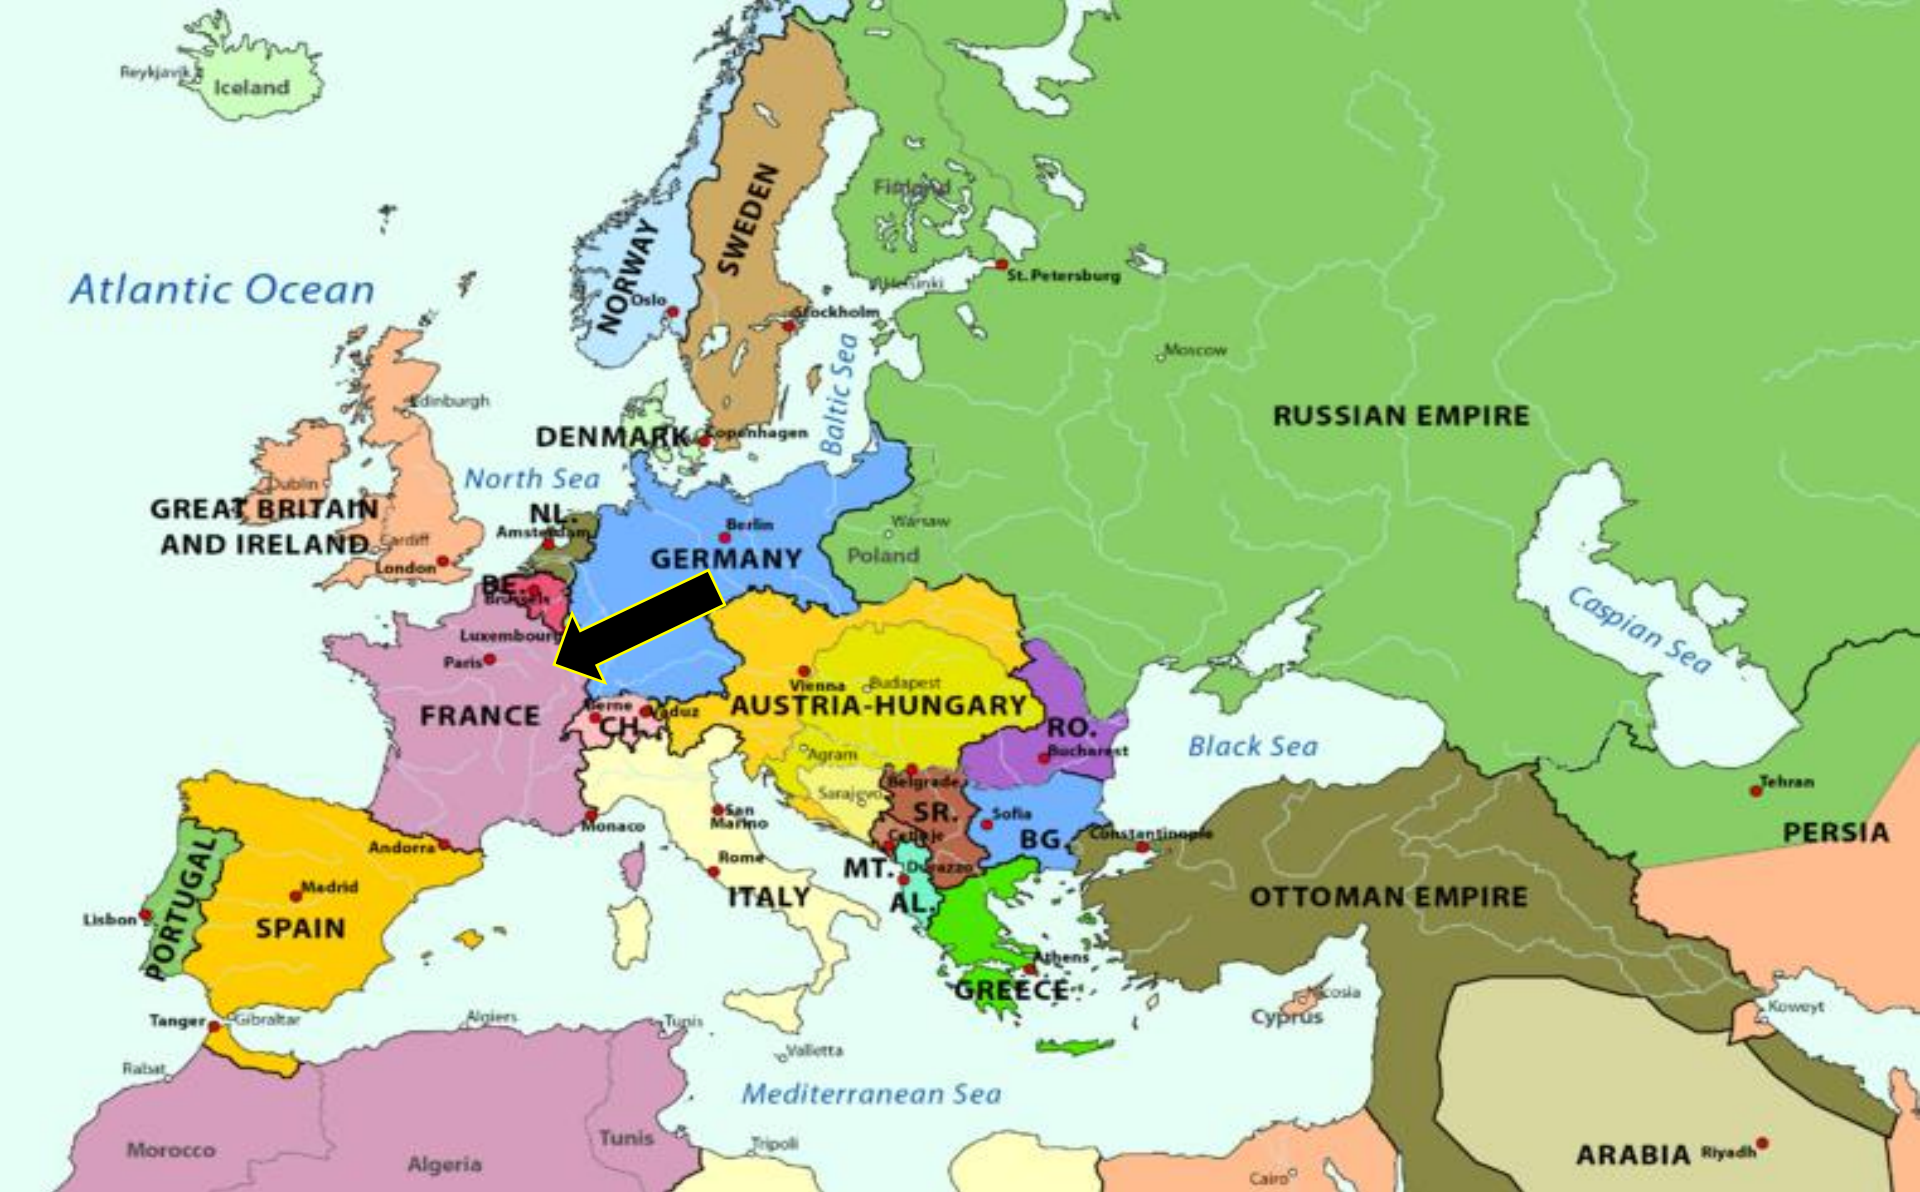 Reykjavik
Iceland
Atlantic Ocean
NORWAY
Oslo
SWEDEN
Stockholm
Finland
Helsinki
St. Petersburg
Moscow
Baltic Sea
RUSSIAN EMPIRE
Edinburgh
DENMARK
Copenhagen
North Sea
Dublin
GREAT BRITAIN
AND IRELAND
Cardiff
London
NL.
Amsterdam
Berlin
GERMANY
Warsaw
Poland
BE.
Brussels
Luxembourg
Paris
FRANCE
Berne
CH.
Vaduz
Vienna
Budapest
AUSTRIA-HUNGARY
Agram
Sarajevo
RO.
Bucharest
Black Sea
Caspian Sea
Belgrade
SR.
Sofia
BG.
Constantinople
Tehran
PERSIA
Monaco
San
Marino
Cetinje
MT.
Durazzo
AL.
Andorra
Rome
ITALY
Madrid
SPAIN
Lisbon
PORTUGAL
OTTOMAN EMPIRE
Athens
GREECE
Nicosia
Cyprus
Koweyt
Tanger
Gibraltar
Algiers
Tunis
Valletta
Rabat
Mediterranean Sea
Morocco
Algeria
Tunis
Tripoli
Cairo
ARABIA
Riyadh